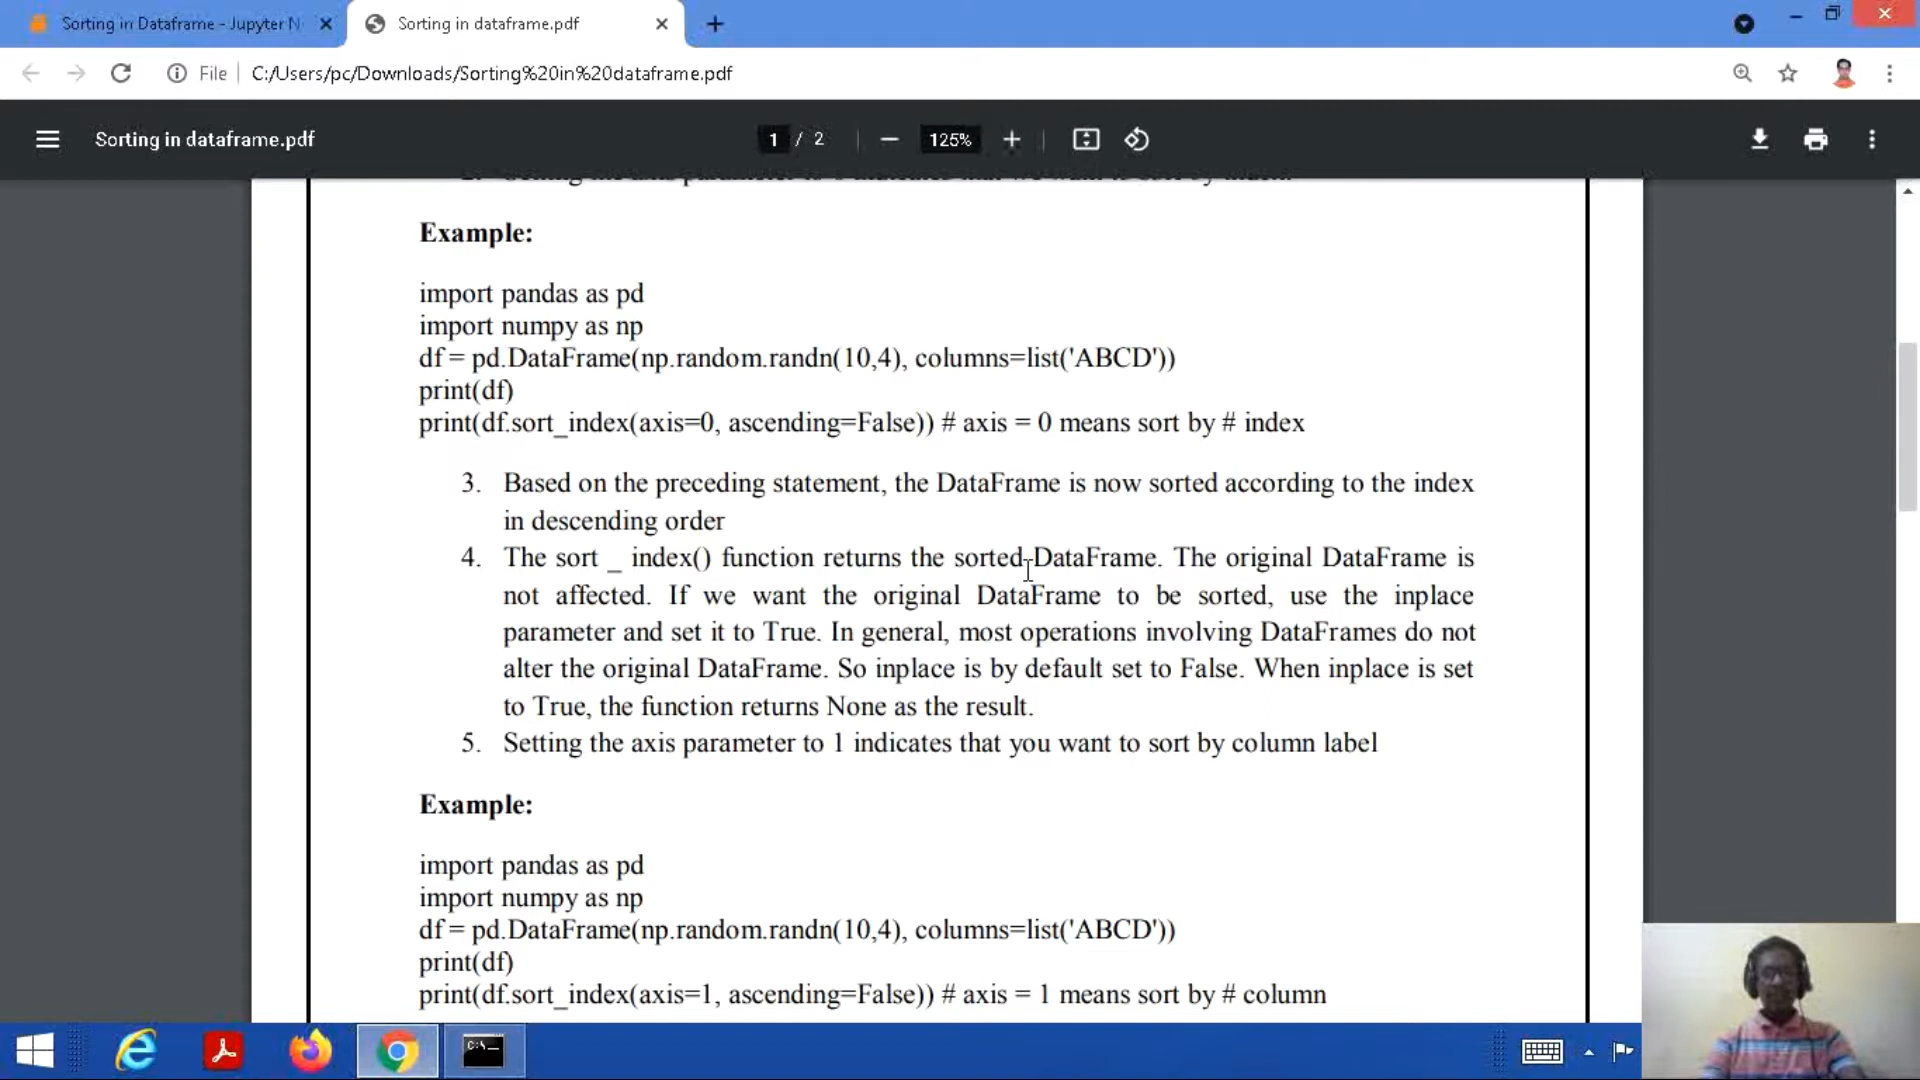 Sorting in Dataframe - Jupyter N
Sorting in dataframe.pdf
File
C:/Users/pc/Downloads/Sorting%20in%20dataframe.pdf
Sorting in dataframe.pdf
1 / 2
125%
Example:
import pandas as pd
import numpy as np
df = pd.DataFrame(np.random.randn(10,4), columns=list('ABCD'))
print(df)
print(df.sort_index(axis=0, ascending=False)) # axis = 0 means sort by # index
3. Based on the preceding statement, the DataFrame is now sorted according to the index
in descending order
4. The sort _ index() function returns the sorted DataFrame. The original DataFrame is
not affected. If we want the original DataFrame to be sorted, use the inplace
parameter and set it to True. In general, most operations involving DataFrames do not
alter the original DataFrame. So inplace is by default set to False. When inplace is set
to True, the function returns None as the result.
5. Setting the axis parameter to 1 indicates that you want to sort by column label
Example:
import pandas as pd
import numpy as np
df = pd.DataFrame(np.random.randn(10,4), columns=list('ABCD'))
print(df)
print(df.sort_index(axis=1, ascending=False)) # axis = 1 means sort by # column